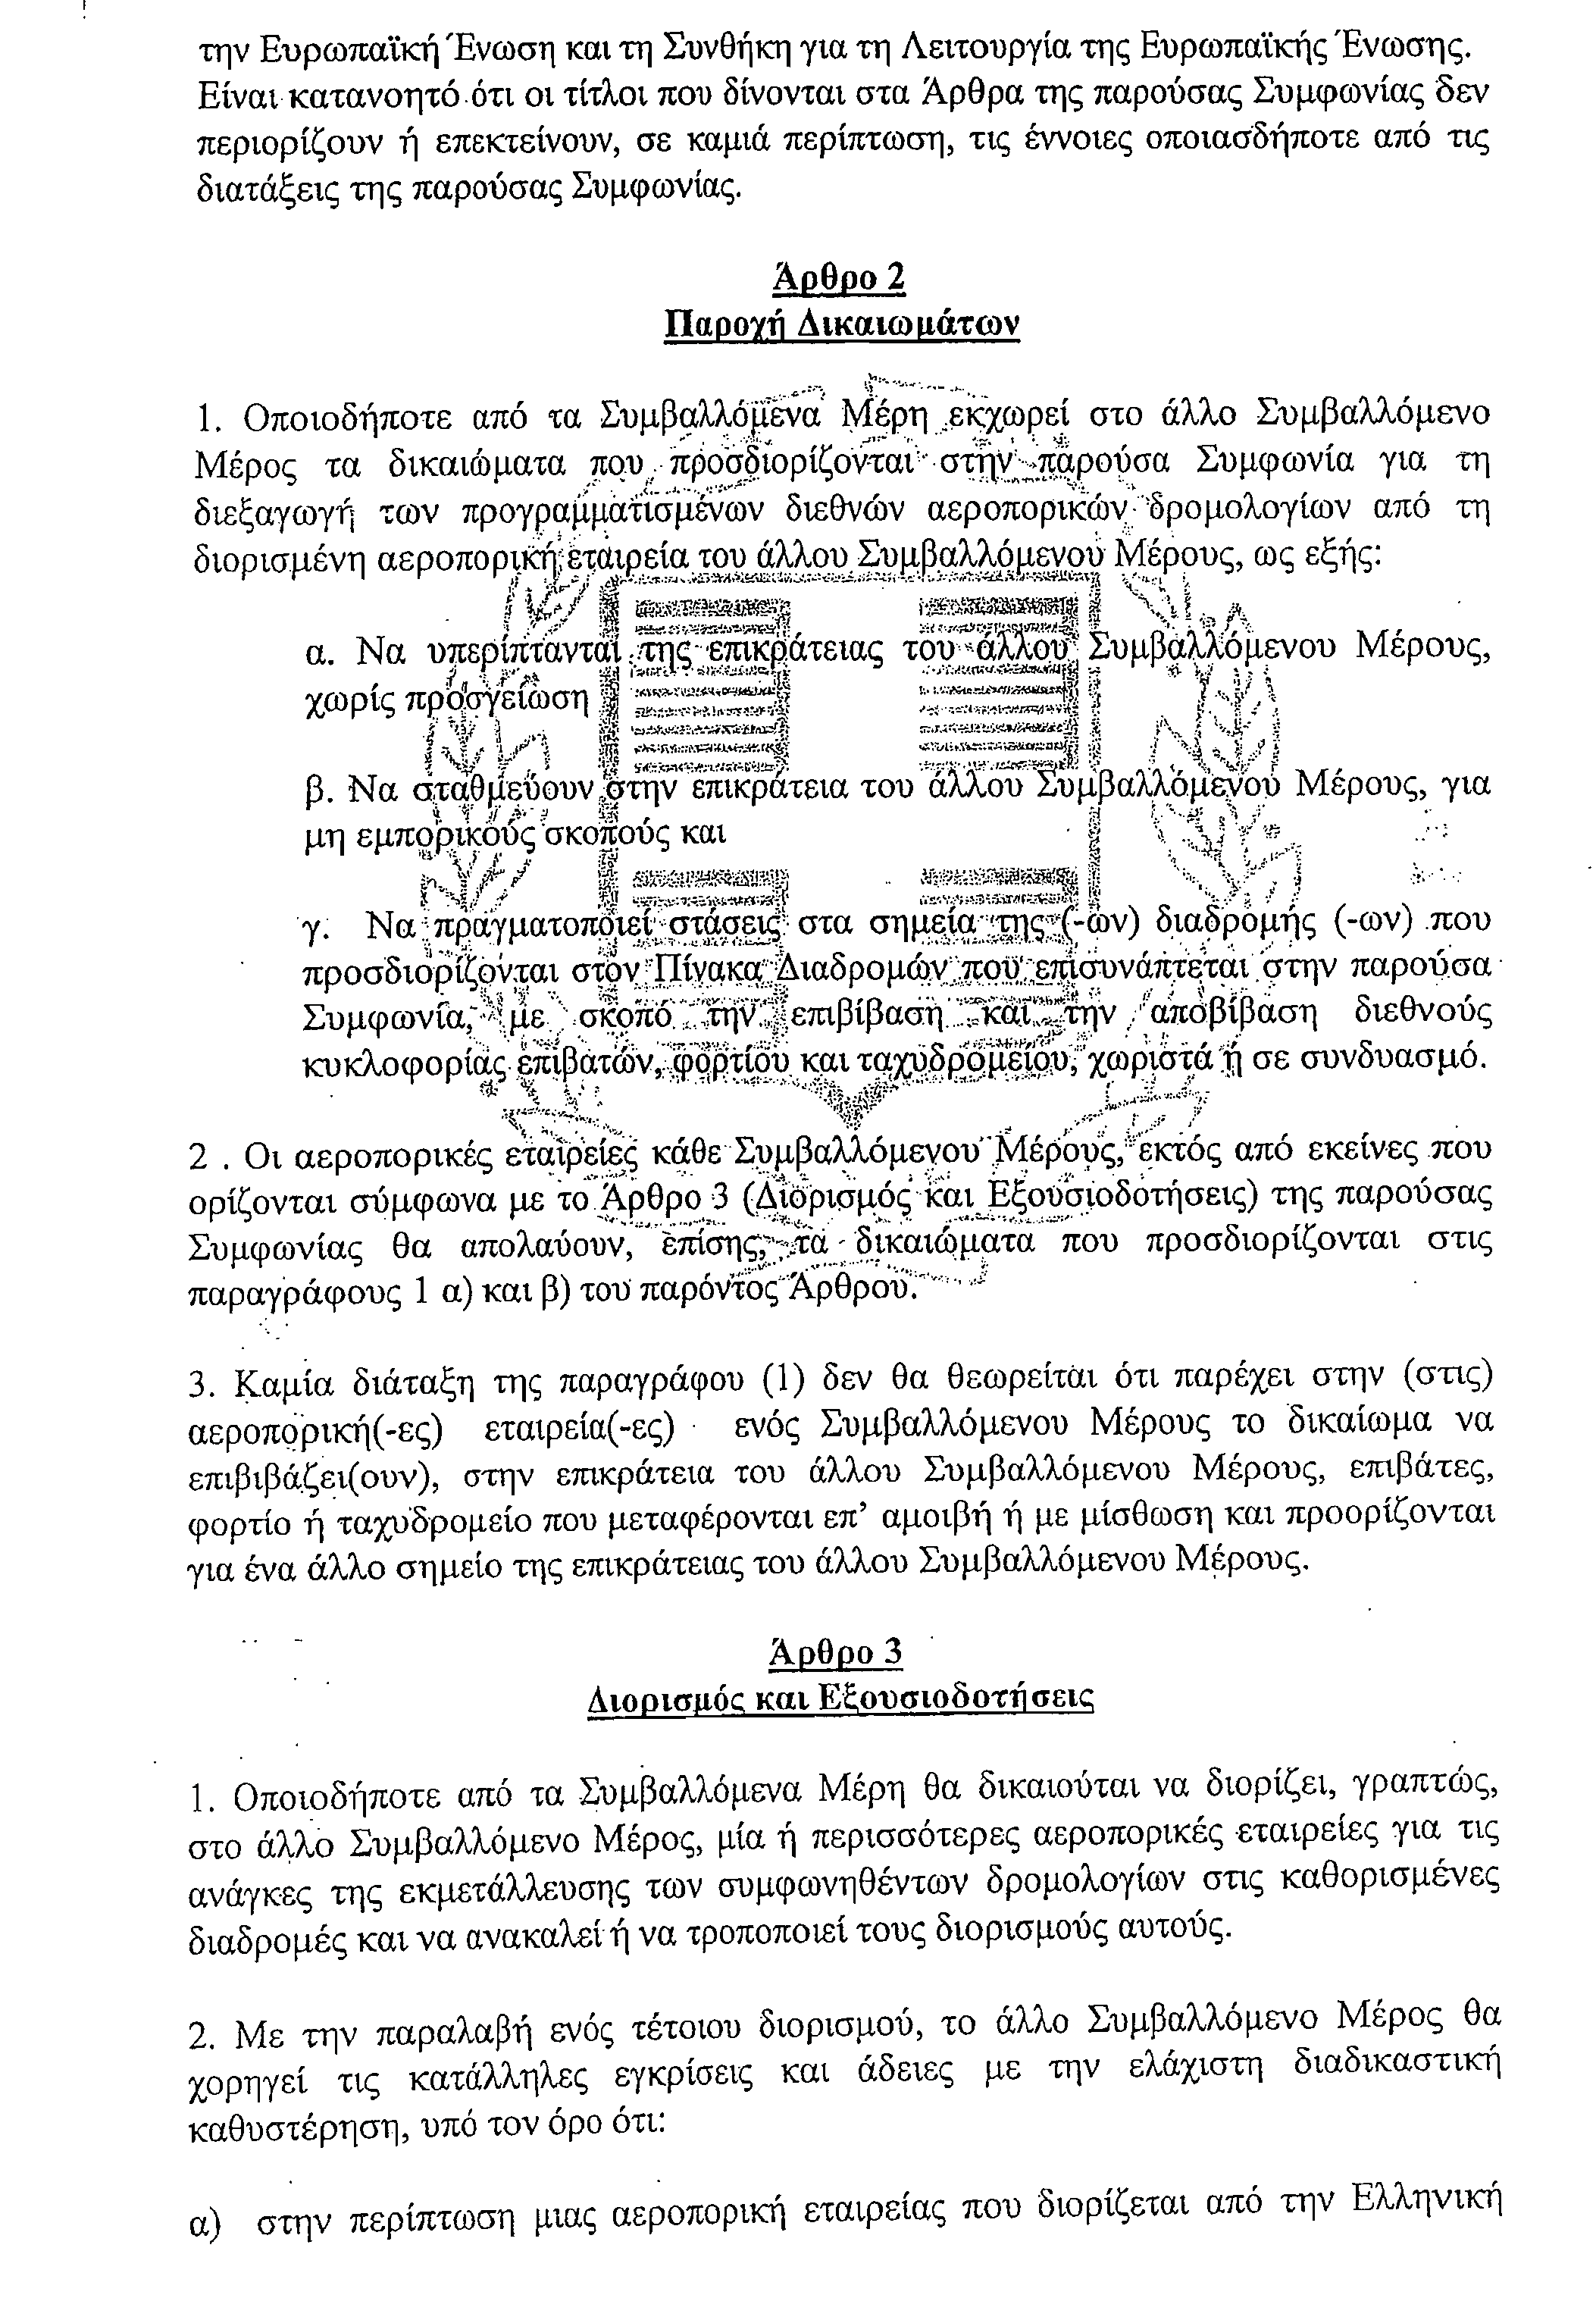 την Ευρωπαϊκή Ένωση και τη Συνθήκη για τη Λειτουργία της Ευρωπαϊκής Ένωσης.
Είναι κατανοητό ότι οι τίτλοι που δίνονται στα Άρθρα της παρούσας Συμφωνίας δεν
περιορίζουν ή επεκτείνουν, σε καμιά περίπτωση, τις έννοιες οποιασδήποτε από τις
διατάξεις της παρούσας Συμφωνίας.
Άρθρο 2
Παροχή Δικαιωμάτων
1. Οποιοδήποτε από τα Συμβαλλόμενα Μέρη εκχωρεί στο άλλο Συμβαλλόμενο
Μέρος τα δικαιώματα που προσδιορίζονται στην παρούσα Συμφωνία για τη
διεξαγωγή των προγραμματισμένων διεθνών αεροπορικών δρομολογίων από τη
διορισμένη αεροπορική εταιρεία του άλλου Συμβαλλόμενου Μέρους, ως εξής:
α. Να υπερίπτανται της επικράτειας του άλλου Συμβαλλόμενου Μέρους,
χωρίς προσγείωση
β. Να σταθμεύουν στην επικράτεια του άλλου Συμβαλλόμενου Μέρους, για
μη εμπορικούς σκοπούς και
γ. Να πραγματοποιεί στάσεις στα σημεία της (-ων) διαδρομής (-ων) που
προσδιορίζονται στον Πίνακα Διαδρομών που επισυνάπτεται στην παρούσα
Συμφωνία, με σκοπό την επιβίβαση και την αποβίβαση διεθνούς
κυκλοφορίας επιβατών, φορτίου και ταχυδρομείου, χωριστά ή σε συνδυασμό.
2 . Οι αεροπορικές εταιρείες κάθε Συμβαλλόμενου Μέρους, εκτός από εκείνες που
ορίζονται σύμφωνα με το Άρθρο 3 (Διορισμός και Εξουσιοδοτήσεις) της παρούσας
Συμφωνίας θα απολαύουν, επίσης, τα δικαιώματα που προσδιορίζονται στις
παραγράφους 1 α) και β) του παρόντος Άρθρου.
3. Καμία διάταξη της παραγράφου (1) δεν θα θεωρείται ότι παρέχει στην (στις)
αεροπορική(-ες) εταιρεία(-ες) ενός Συμβαλλόμενου Μέρους το δικαίωμα να
επιβιβάζει(ουν), στην επικράτεια του άλλου Συμβαλλόμενου Μέρους, επιβάτες,
φορτίο ή ταχυδρομείο που μεταφέρονται επ’ αμοιβή ή με μίσθωση και προορίζονται
για ένα άλλο σημείο της επικράτειας του άλλου Συμβαλλόμενου Μέρους.
Άρθρο 3
Διορισμός και Εξουσιοδοτήσεις
1. Οποιοδήποτε από τα Συμβαλλόμενα Μέρη θα δικαιούται να διορίζει, γραπτώς,
στο άλλο Συμβαλλόμενο Μέρος, μία ή περισσότερες αεροπορικές εταιρείες για τις
ανάγκες της εκμετάλλευσης των συμφωνηθέντων δρομολογίων στις καθορισμένες
διαδρομές και να ανακαλεί ή να τροποποιεί τους διορισμούς αυτούς.
2. Με την παραλαβή ενός τέτοιου διορισμού, το άλλο Συμβαλλόμενο Μέρος θα
χορηγεί τις κατάλληλες εγκρίσεις και άδειες με την ελάχιστη διαδικαστική
καθυστέρηση, υπό τον όρο ότι:
α) στην περίπτωση μιας αεροπορική εταιρείας που διορίζεται από την Ελληνική